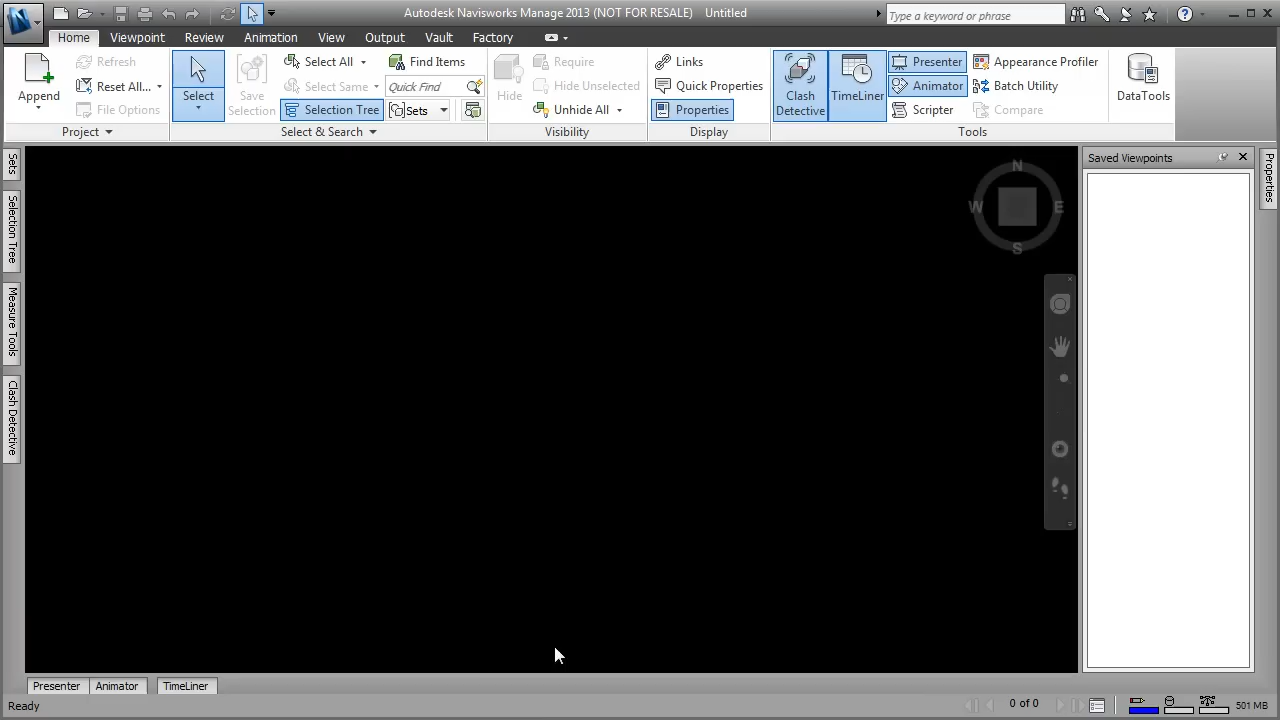 Autodesk Navisworks Manage 2013 (NOT FOR RESALE) Untitled
Type a keyword or phrase
Home Viewpoint Review Animation View Output Vault Factory
Append
Refresh
Reset All...
File Options
Project
Select
Save Selection
Select All
Select Same
Selection Tree
Find Items
Quick Find
Sets
Select & Search
Hide
Require
Hide Unselected
Unhide All
Visibility
Links
Quick Properties
Properties
Display
Clash Detective
TimeLiner
Presenter
Animator
Scripter
Appearance Profiler
Batch Utility
Compare
Tools
DataTools
Sets
Selection Tree
Measure Tools
Clash Detective
N
W
E
S
Saved Viewpoints
Properties
Presenter Animator TimeLiner
Ready
0 of 0
501 MB